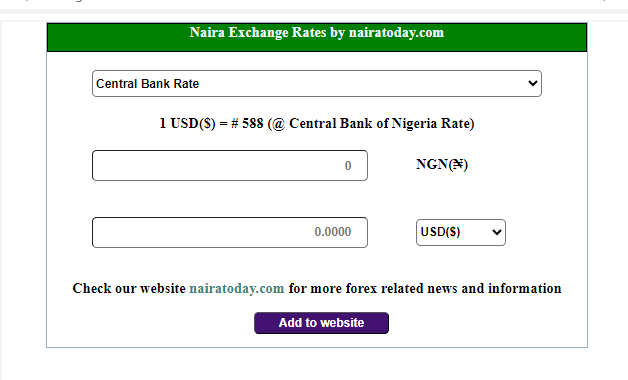 Naira Exchange Rates by nairatoday.com
Central Bank Rate
1 USD($) = # 588 (@ Central Bank of Nigeria Rate)
0 NGN(₦)
0.0000 USD($)
Check our website nairatoday.com for more forex related news and information
Add to website